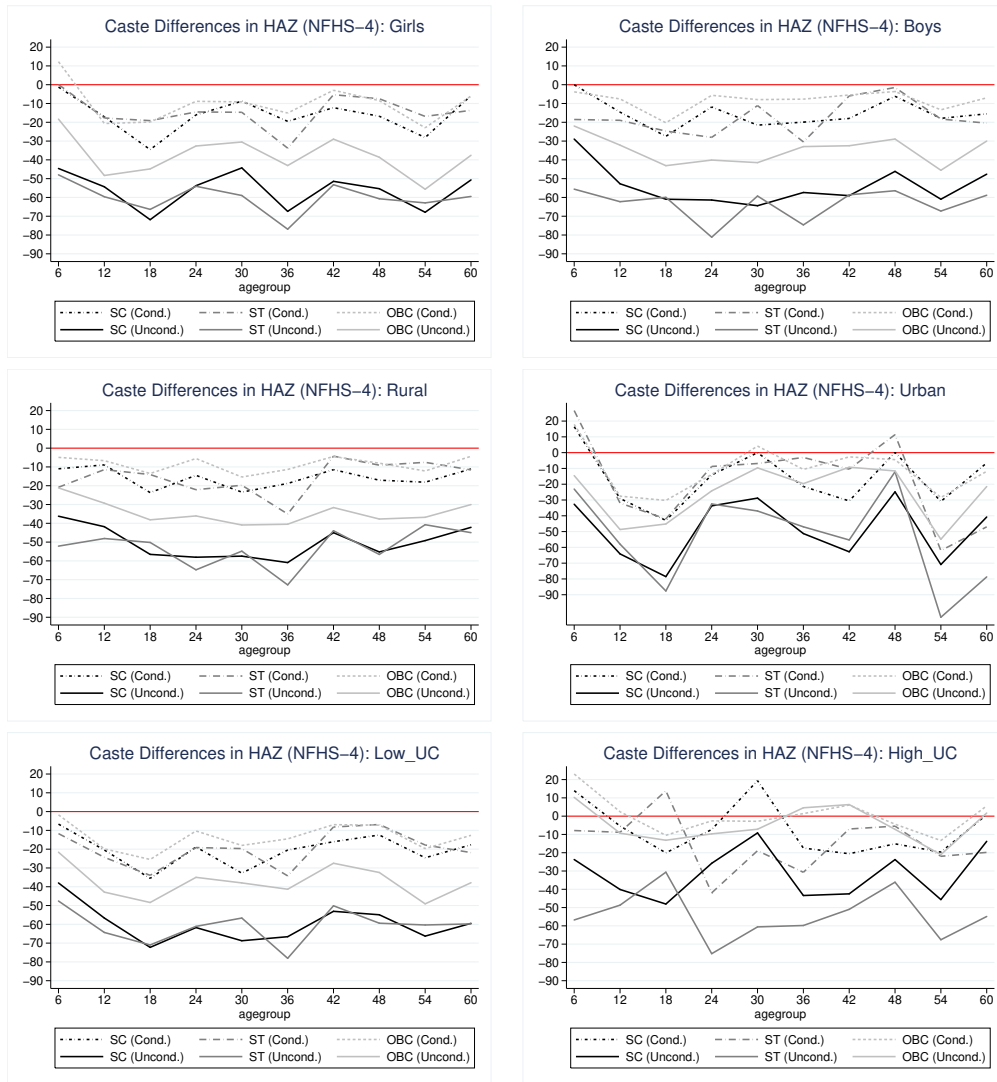 Caste Differences in HAZ (NFHS−4): Girls
20
10
0
−10
−20
−30
−40
−50
−60
−70
−80
−90
6 12 18 24 30 36 42 48 54 60
agegroup
SC (Cond.) ST (Cond.) OBC (Cond.)
SC (Uncond.) ST (Uncond.) OBC (Uncond.)
Caste Differences in HAZ (NFHS−4): Boys
20
10
0
−10
−20
−30
−40
−50
−60
−70
−80
−90
6 12 18 24 30 36 42 48 54 60
agegroup
SC (Cond.) ST (Cond.) OBC (Cond.)
SC (Uncond.) ST (Uncond.) OBC (Uncond.)
Caste Differences in HAZ (NFHS−4): Rural
20
10
0
−10
−20
−30
−40
−50
−60
−70
−80
−90
6 12 18 24 30 36 42 48 54 60
agegroup
SC (Cond.) ST (Cond.) OBC (Cond.)
SC (Uncond.) ST (Uncond.) OBC (Uncond.)
Caste Differences in HAZ (NFHS−4): Urban
20
10
0
−10
−20
−30
−40
−50
−60
−70
−80
−90
6 12 18 24 30 36 42 48 54 60
agegroup
SC (Cond.) ST (Cond.) OBC (Cond.)
SC (Uncond.) ST (Uncond.) OBC (Uncond.)
Caste Differences in HAZ (NFHS−4): Low_UC
20
10
0
−10
−20
−30
−40
−50
−60
−70
−80
−90
6 12 18 24 30 36 42 48 54 60
agegroup
SC (Cond.) ST (Cond.) OBC (Cond.)
SC (Uncond.) ST (Uncond.) OBC (Uncond.)
Caste Differences in HAZ (NFHS−4): High_UC
20
10
0
−10
−20
−30
−40
−50
−60
−70
−80
−90
6 12 18 24 30 36 42 48 54 60
agegroup
SC (Cond.) ST (Cond.) OBC (Cond.)
SC (Uncond.) ST (Uncond.) OBC (Uncond.)